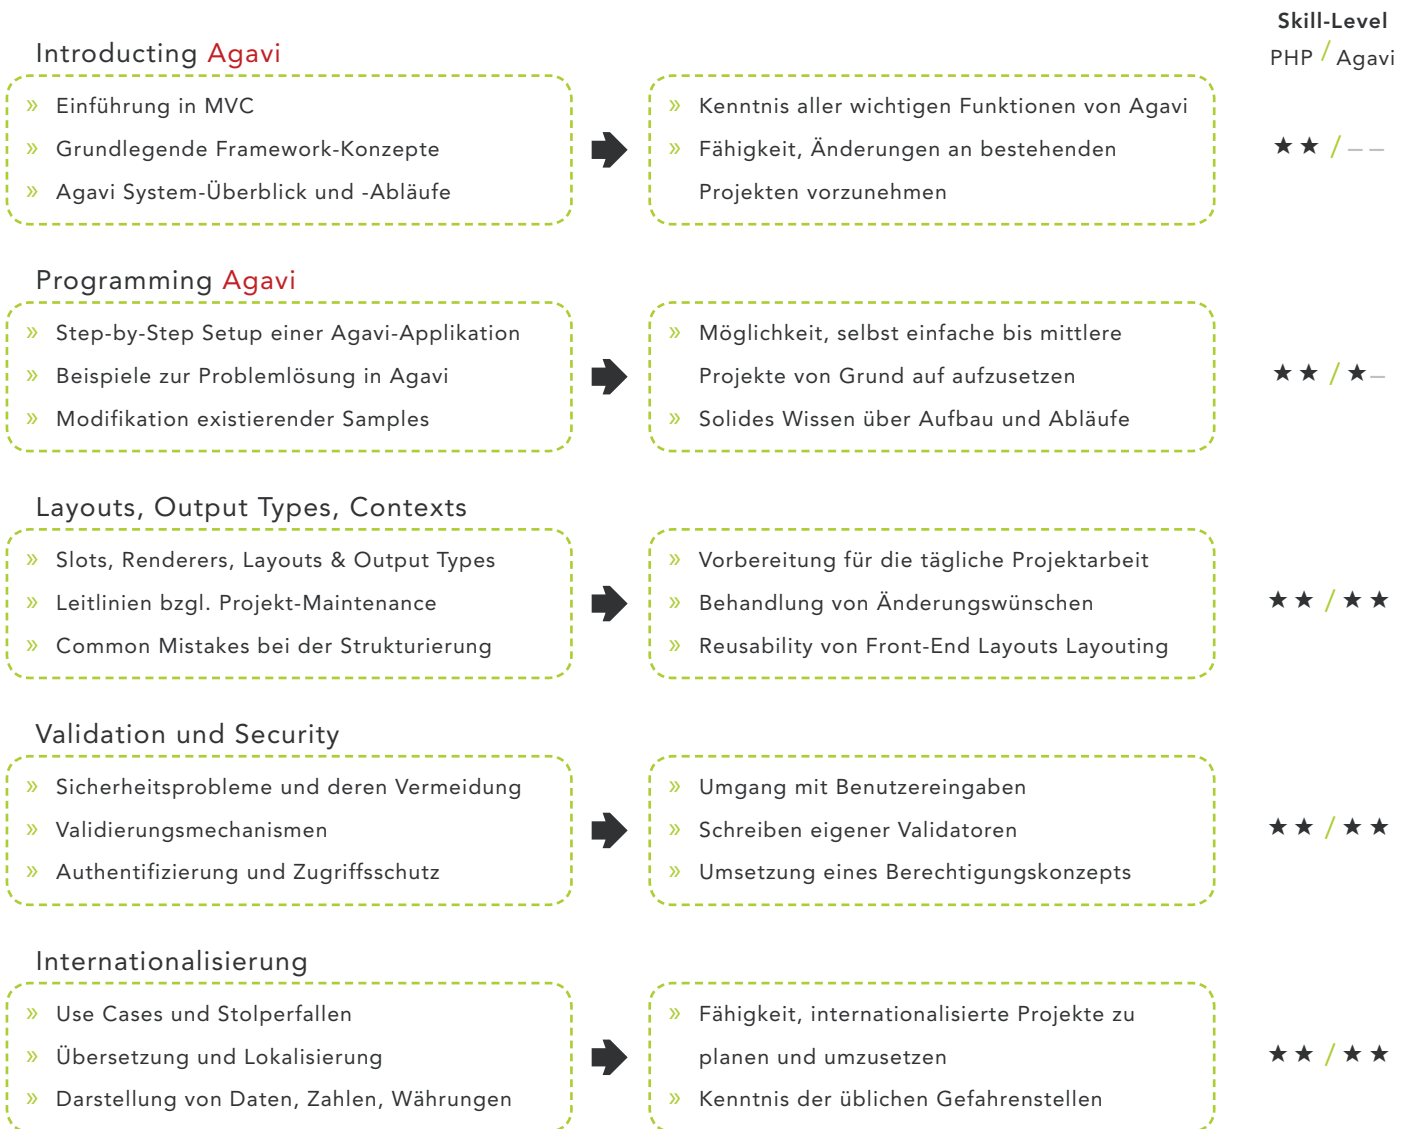 Skill-Level
PHP / Agavi
Introducting Agavi
» Einführung in MVC
» Grundlegende Framework-Konzepte
» Agavi System-Überblick und -Abläufe
» Kenntnis aller wichtigen Funktionen von Agavi
» Fähigkeit, Änderungen an bestehenden
Projekten vorzunehmen
★ ★ / – –
Programming Agavi
» Step-by-Step Setup einer Agavi-Applikation
» Beispiele zur Problemlösung in Agavi
» Modifikation existierender Samples
» Möglichkeit, selbst einfache bis mittlere
Projekte von Grund auf aufzusetzen
» Solides Wissen über Aufbau und Abläufe
★ ★ / ★ –
Layouts, Output Types, Contexts
» Slots, Renderers, Layouts & Output Types
» Leitlinien bzgl. Projekt-Maintenance
» Common Mistakes bei der Strukturierung
» Vorbereitung für die tägliche Projektarbeit
» Behandlung von Änderungswünschen
» Reusability von Front-End Layouts Layouting
★ ★ / ★ ★
Validation und Security
» Sicherheitsprobleme und deren Vermeidung
» Validierungsmechanismen
» Authentifizierung und Zugriffsschutz
» Umgang mit Benutzereingaben
» Schreiben eigener Validatoren
» Umsetzung eines Berechtigungskonzepts
★ ★ / ★ ★
Internationalisierung
» Use Cases und Stolperfallen
» Übersetzung und Lokalisierung
» Darstellung von Daten, Zahlen, Währungen
» Fähigkeit, internationalisierte Projekte zu
planen und umzusetzen
» Kenntnis der üblichen Gefahrenstellen
★ ★ / ★ ★